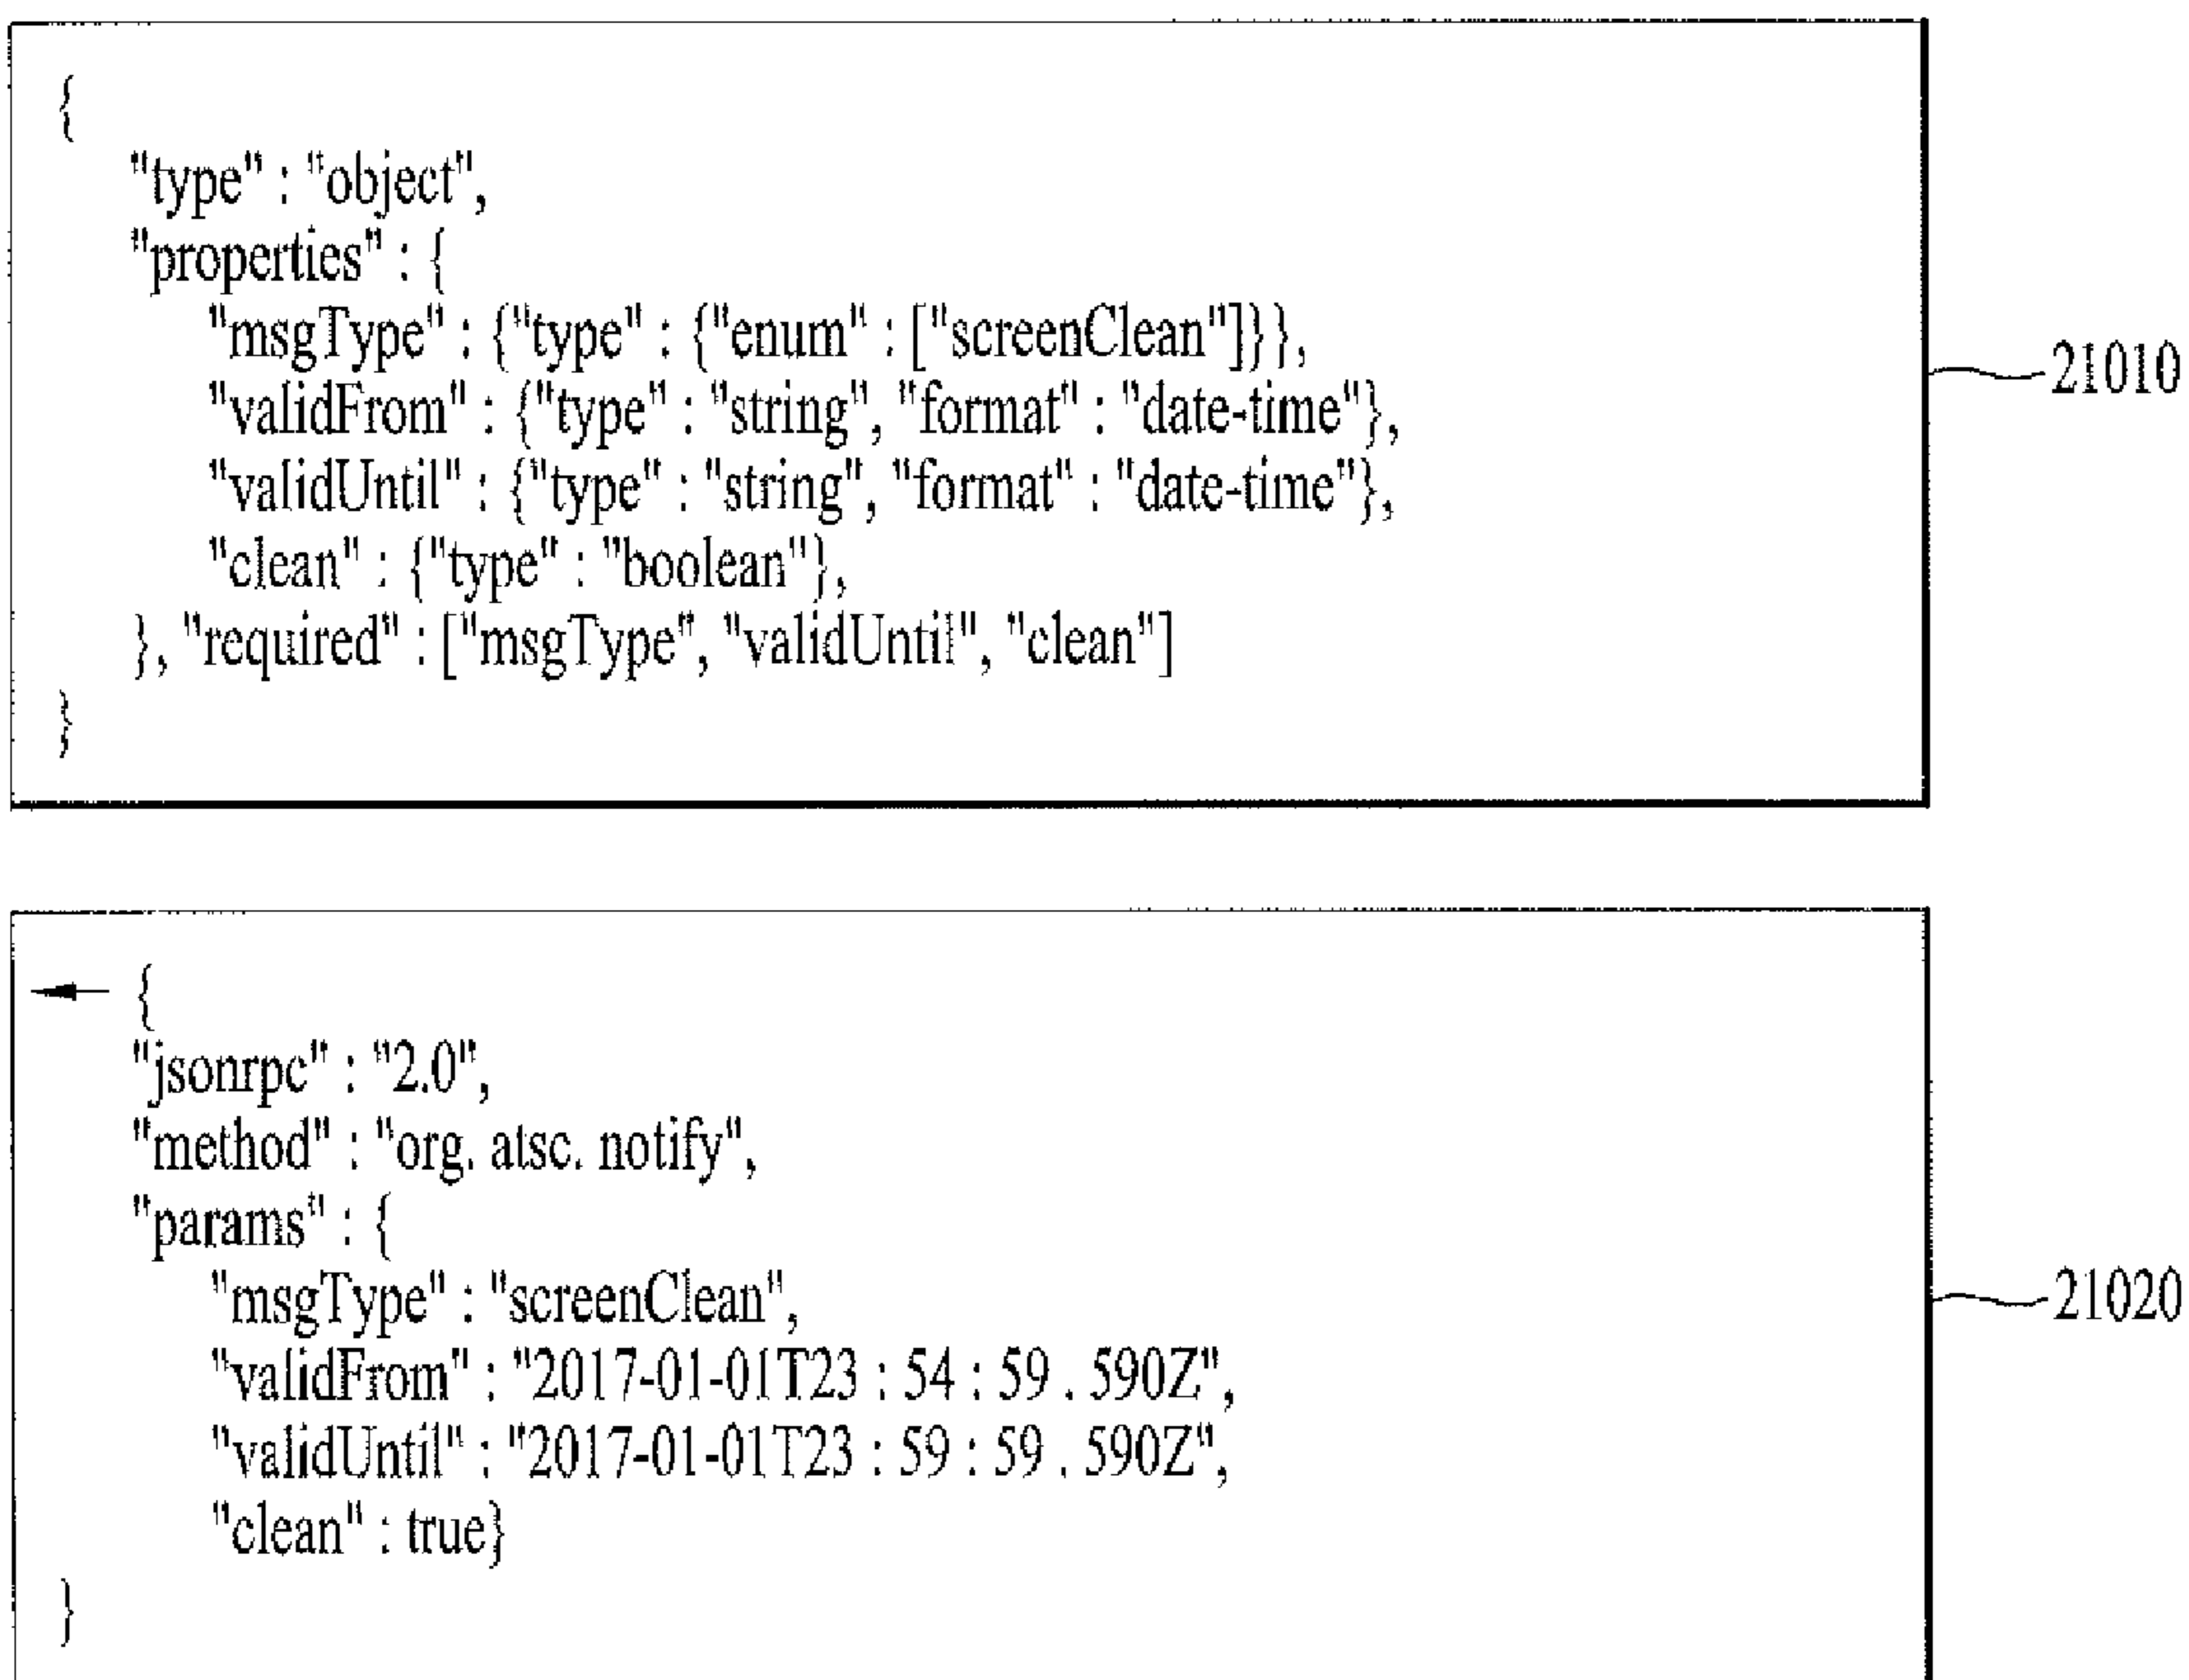 {
"type" : "object",
"properties" : {
"msgType" : {"type" : {"enum" : ["screenClean"]}},
"validFrom" : {"type" : "string", "format" : "date-time"},
"validUntil" : {"type" : "string", "format" : "date-time"},
"clean" : {"type" : "boolean"},
}, "required" : ["msgType", "validUntil", "clean"]
}
21010
{
"jsonrpc" : "2.0",
"method" : "org. atsc. notify",
"params" : {
"msgType" : "screenClean",
"validFrom" : "2017-01-01T23 : 54 : 59 . 590Z",
"validUntil" : "2017-01-01T23 : 59 : 59 . 590Z",
"clean" : true}
}
21020